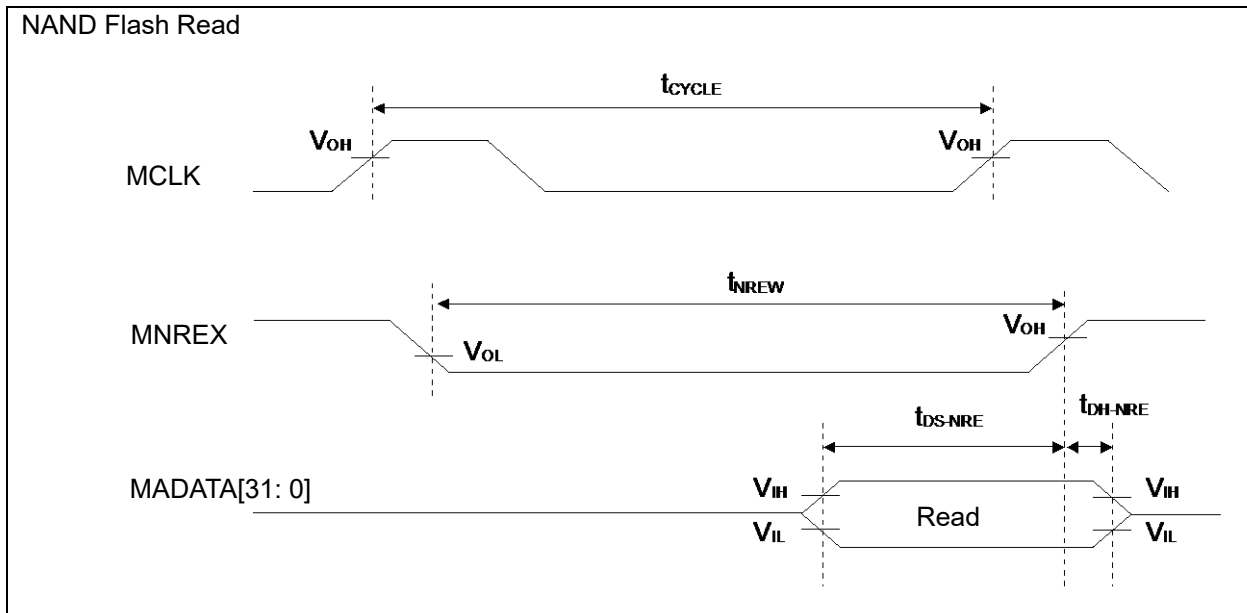 NAND Flash Read
tCYCLE
VOH
VOH
MCLK
tNREW
MNREX
VOH
VOL
tDS-NRE
tDH-NRE
MADATA[31: 0]
VIH
VIH
Read
VIL
VIL